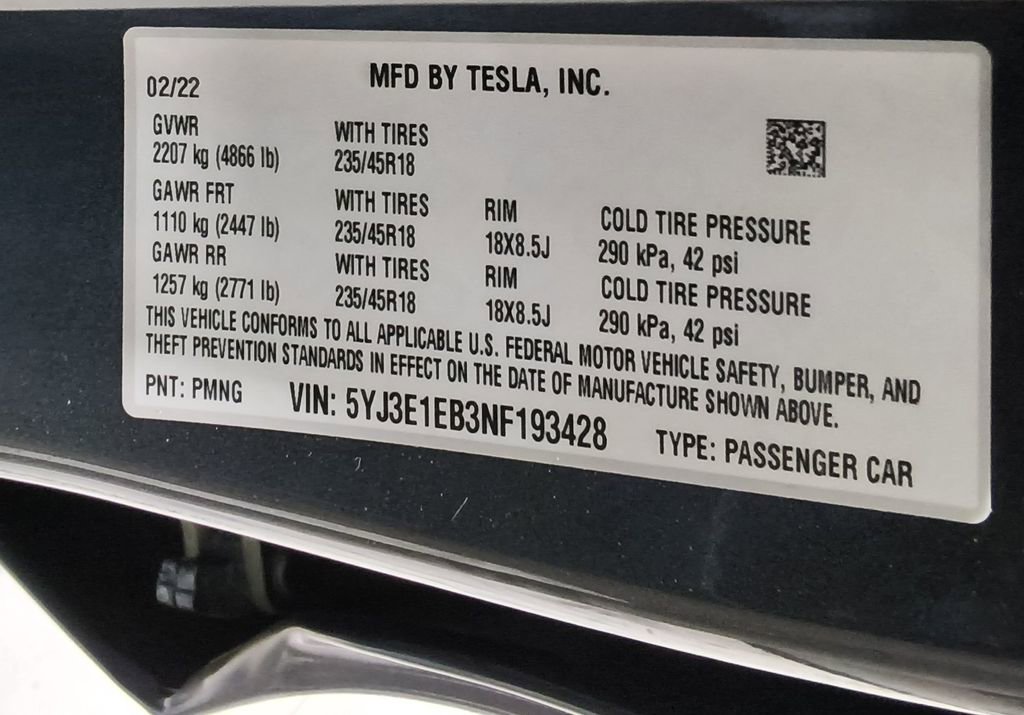 MFD BY TESLA, INC.
02/22
GVWR WITH TIRES
2207 kg (4866 lb) 235/45R18
GAWR FRT WITH TIRES RIM COLD TIRE PRESSURE
1110 kg (2447 lb) 235/45R18 18X8.5J 290 kPa, 42 psi
GAWR RR WITH TIRES RIM COLD TIRE PRESSURE
1257 kg (2771 lb) 235/45R18 18X8.5J 290 kPa, 42 psi
THIS VEHICLE CONFORMS TO ALL APPLICABLE U.S. FEDERAL MOTOR VEHICLE SAFETY, BUMPER, AND
THEFT PREVENTION STANDARDS IN EFFECT ON THE DATE OF MANUFACTURE SHOWN ABOVE.
PNT: PMNG VIN: 5YJ3E1EB3NF193428 TYPE: PASSENGER CAR